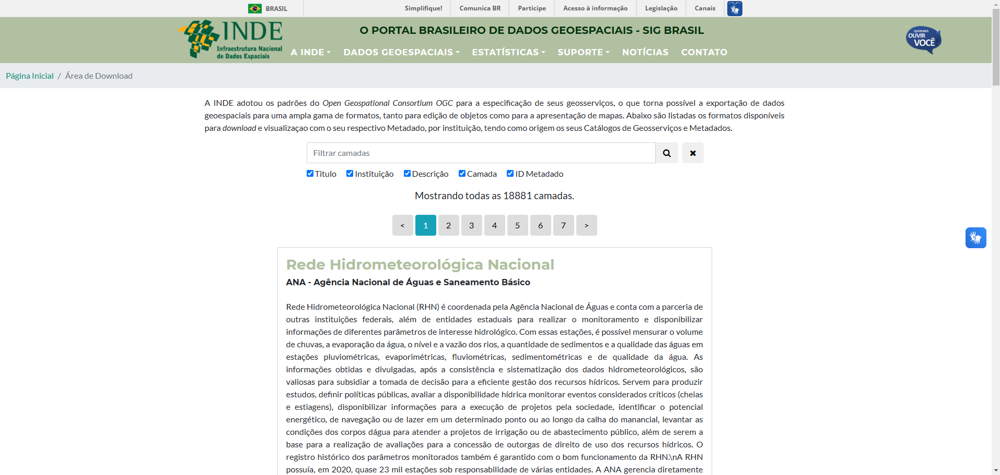 BRASIL
Simplifique!
Comunica BR
Participe
Acesso à informação
Legislação
Canais
INDE
Infraestrutura Nacional
de Dados Espaciais
O PORTAL BRASILEIRO DE DADOS GEOESPACIAIS - SIG BRASIL
QUEREMOS
OUVIR
VOCÊ
A INDE
DADOS GEOESPACIAIS
ESTATÍSTICAS
SUPORTE
NOTÍCIAS
CONTATO
Página Inicial / Área de Download
A INDE adotou os padrões do Open Geospational Consortium OGC para a especificação de seus geosserviços, o que torna possível a exportação de dados
geoespaciais para uma ampla gama de formatos, tanto para edição de objetos como para a apresentação de mapas. Abaixo são listadas os formatos disponíveis
para download e visualizaçao com o seu respectivo Metadado, por instituição, tendo como origem os seus Catálogos de Geosserviços e Metadados.
Filtrar camadas
Titulo
Instituição
Descrição
Camada
ID Metadado
Mostrando todas as 18881 camadas.
< 1 2 3 4 5 6 7 >
Rede Hidrometeorológica Nacional
ANA - Agência Nacional de Águas e Saneamento Básico
Rede Hidrometeorológica Nacional (RHN) é coordenada pela Agência Nacional de Águas e conta com a parceria de
outras instituições federais, além de entidades estaduais para realizar o monitoramento e disponibilizar
informações de diferentes parâmetros de interesse hidrológico. Com essas estações, é possível mensurar o volume
de chuvas, a evaporação da água, o nível e a vazão dos rios, a quantidade de sedimentos e a qualidade das águas em
estações pluviométricas, evaporimétricas, fluviométricas, sedimentométricas e de qualidade da água. As
informações obtidas e divulgadas, após a consistência e sistematização dos dados hidrometeorológicos, são
valiosas para subsidiar a tomada de decisão para a eficiente gestão dos recursos hídricos. Servem para produzir
estudos, definir políticas públicas, avaliar a disponibilidade hídrica monitorar eventos considerados críticos (cheias
e estiagens), disponibilizar informações para a execução de projetos pela sociedade, identificar o potencial
energético, de navegação ou de lazer em um determinado ponto ou ao longo da calha do manancial, levantar as
condições dos corpos dágua para atender a projetos de irrigação ou de abastecimento público, além de serem a
base para a realização de avaliações para a concessão de outorgas de direito de uso dos recursos hídricos. O
registro histórico dos parâmetros monitorados também é garantido com o bom funcionamento da RHN.\nA RHN
possuía, em 2020, quase 23 mil estações sob responsabilidade de várias entidades. A ANA gerencia diretamente